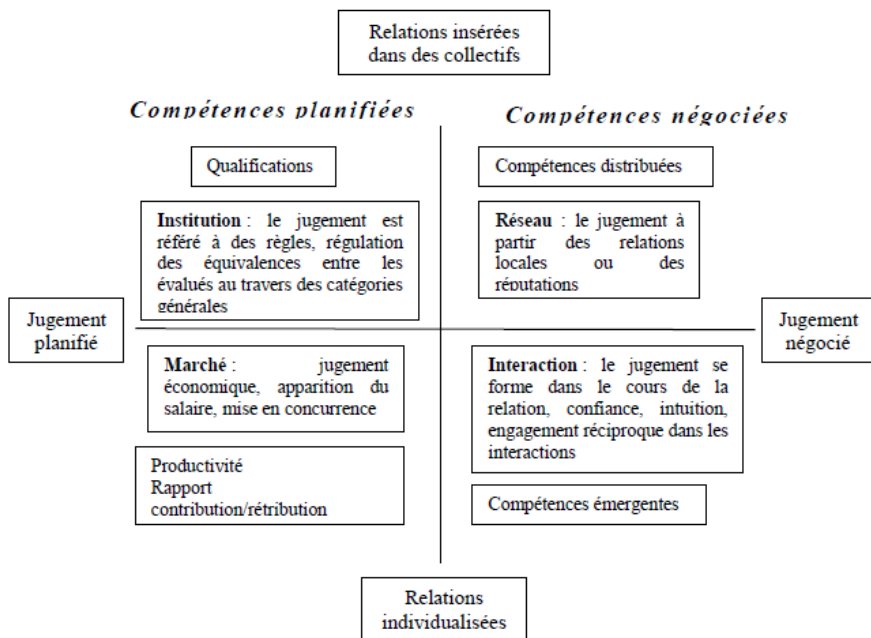 Relations insérées
dans des collectifs
Compétences planifiées
Compétences négociées
Qualifications
Compétences distribuées
Institution : le jugement est
référé à des règles, régulation
des équivalences entre les
évalués au travers des catégories
générales
Réseau : le jugement à
partir des relations
locales ou des
réputations
Jugement
planifié
Jugement
négocié
Marché : jugement
économique, apparition du
salaire, mise en concurrence
Interaction : le jugement se
forme dans le cours de la
relation, confiance, intuition,
engagement réciproque dans les
interactions
Productivité
Rapport
contribution/rétribution
Compétences émergentes
Relations
individualisées